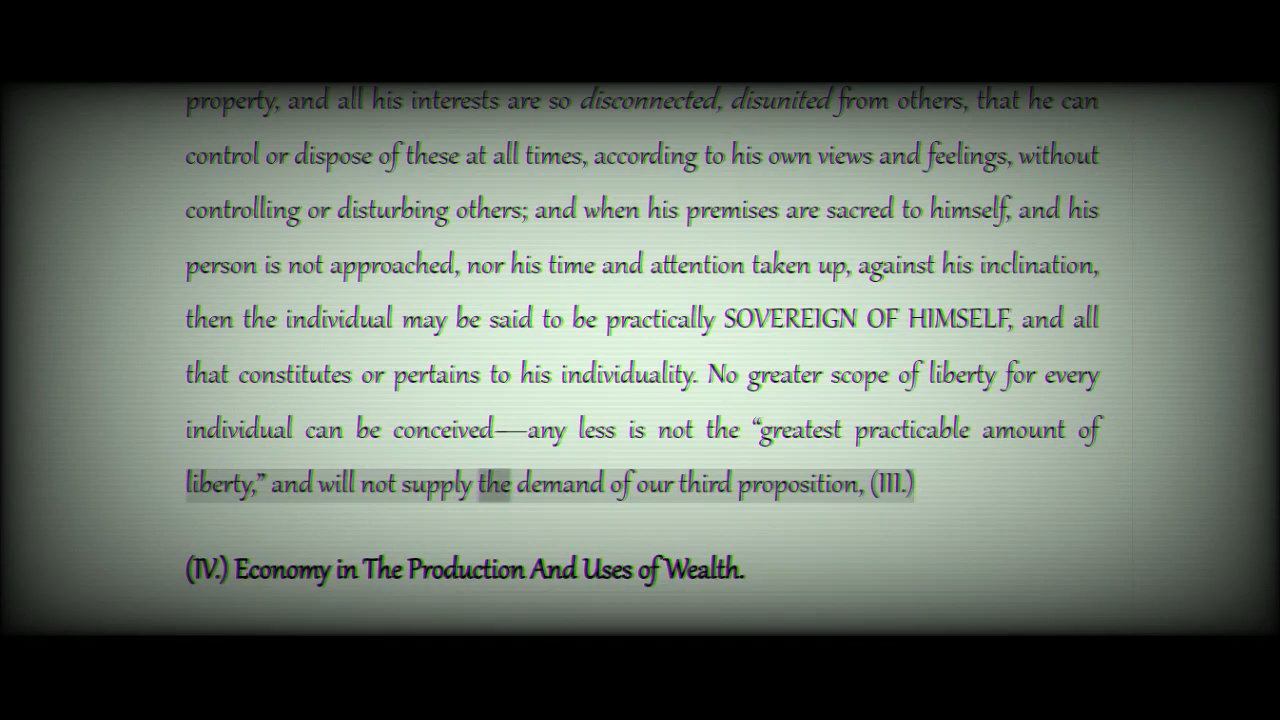 property, and all his interests are so disconnected, disunited from others, that he can
control or dispose of these at all times, according to his own views and feelings, without
controlling or disturbing others; and when his premises are sacred to himself, and his
person is not approached, nor his time and attention taken up, against his inclination,
then the individual may be said to be practically SOVEREIGN OF HIMSELF, and all
that constitutes or pertains to his individuality. No greater scope of liberty for every
individual can be conceived—any less is not the “greatest practicable amount of
liberty,” and will not supply the demand of our third proposition, (III.)
(IV.) Economy in The Production And Uses of Wealth.